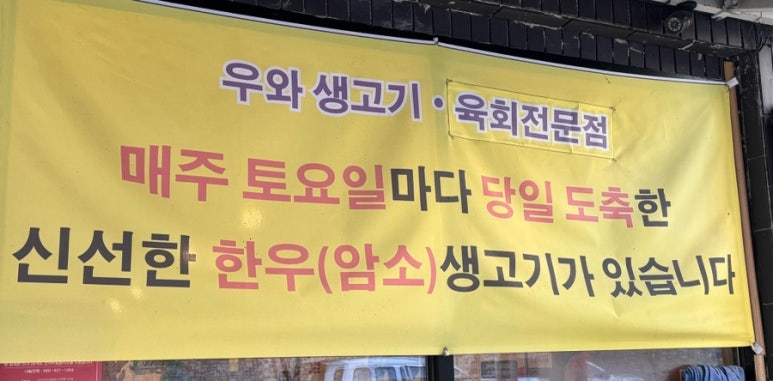 우와 생고기 · 육회전문점
매주 토요일마다 당일 도축한
신선한 한우(암소)생고기가 있습니다